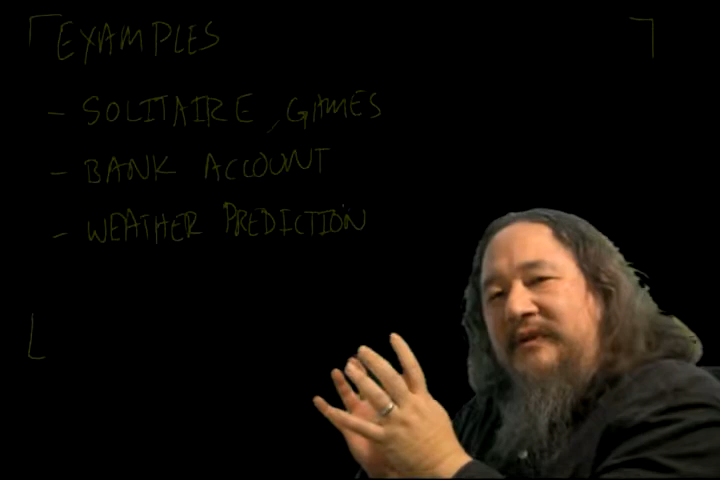 EXAMPLES
- SOLITAIRE, GAMES
- BANK ACCOUNT
- WEATHER PREDICTION